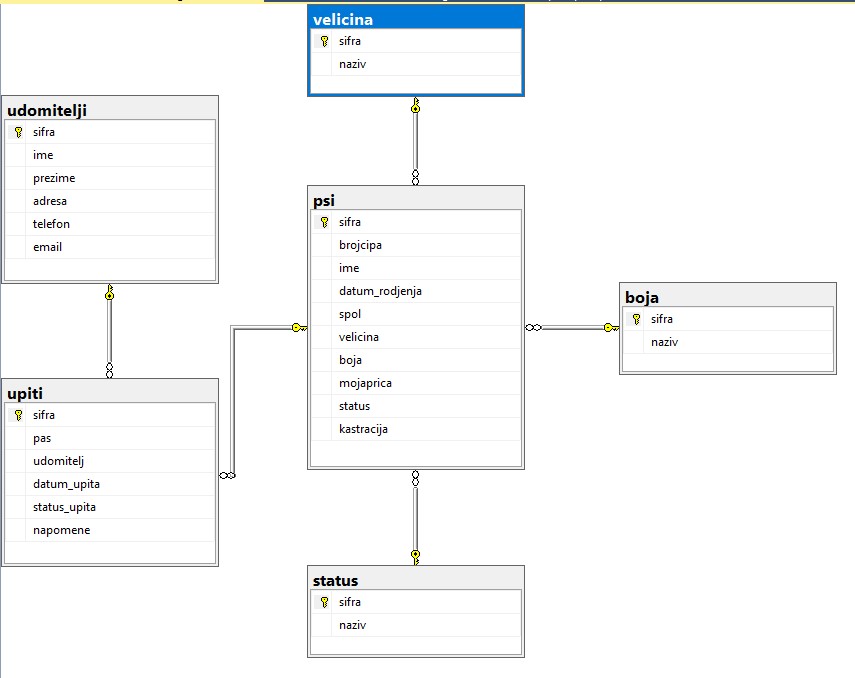 velicina
sifra
naziv
udomitelji
sifra
ime
prezime
adresa
telefon
email
psi
sifra
brojcipa
ime
datum_rodjenja
spol
velicina
boja
mojaprica
status
kastracija
boja
sifra
naziv
upiti
sifra
pas
udomitelj
datum_upita
status_upita
napomene
status
sifra
naziv